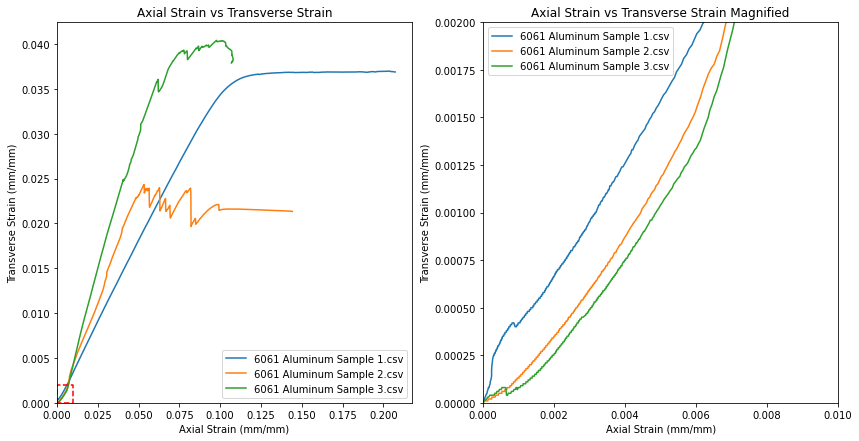 Axial Strain vs Transverse Strain
Transverse Strain (mm/mm)
0.040
0.035
0.030
0.025
0.020
0.015
0.010
0.005
0.000
6061 Aluminum Sample 1.csv
6061 Aluminum Sample 2.csv
6061 Aluminum Sample 3.csv
0.000 0.025 0.050 0.075 0.100 0.125 0.150 0.175 0.200
Axial Strain (mm/mm)
Axial Strain vs Transverse Strain Magnified
Transverse Strain (mm/mm)
6061 Aluminum Sample 1.csv
6061 Aluminum Sample 2.csv
6061 Aluminum Sample 3.csv
0.00200
0.00175
0.00150
0.00125
0.00100
0.00075
0.00050
0.00025
0.00000
0.000 0.002 0.004 0.006 0.008 0.010
Axial Strain (mm/mm)